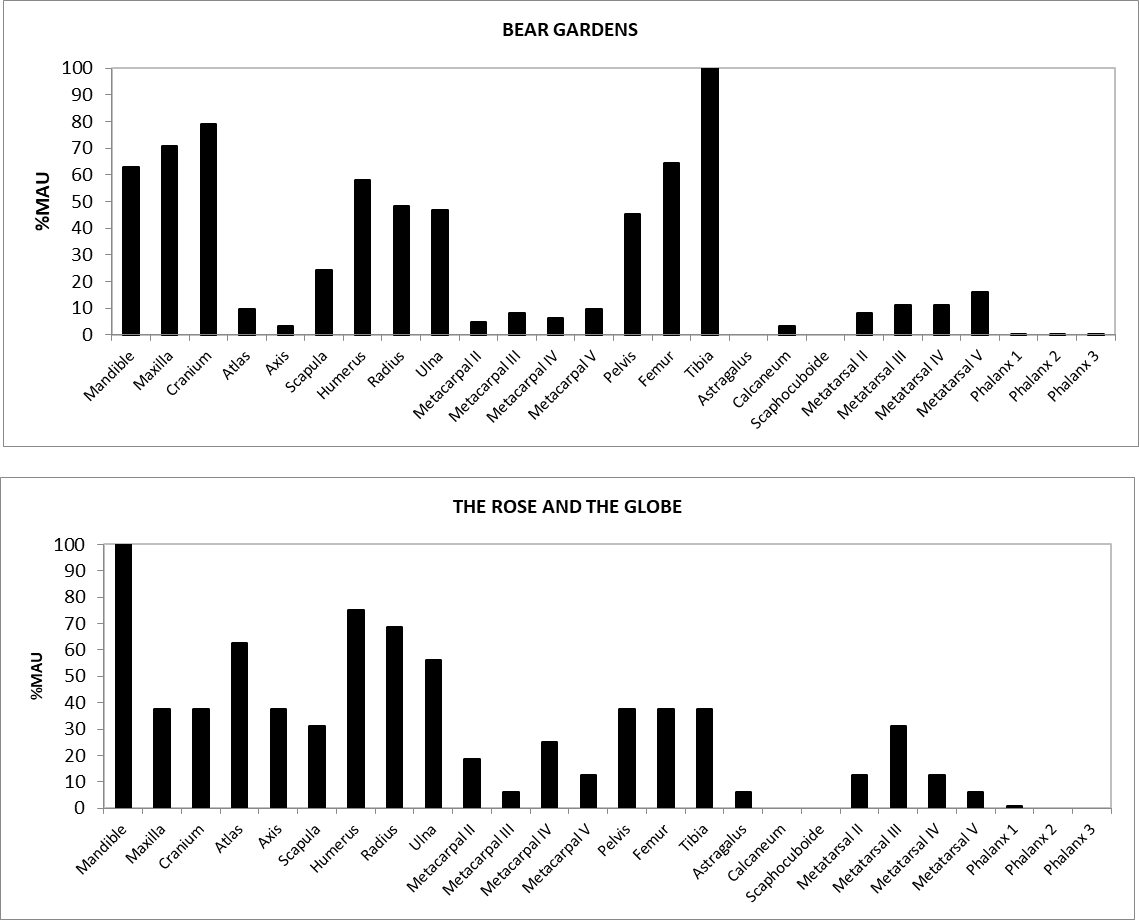 BEAR GARDENS
100
90
80
70
60
50
40
30
20
10
0
%MAU
Mandible
Maxilla
Cranium
Atlas
Axis
Scapula
Humerus
Radius
Ulna
Metacarpal II
Metacarpal III
Metacarpal IV
Metacarpal V
Pelvis
Femur
Tibia
Astragalus
Calcaneum
Scaphocuboide
Metatarsal II
Metatarsal III
Metatarsal IV
Metatarsal V
Phalanx 1
Phalanx 2
Phalanx 3
THE ROSE AND THE GLOBE
100
90
80
70
60
50
40
30
20
10
0
%MAU
Mandible
Maxilla
Cranium
Atlas
Axis
Scapula
Humerus
Radius
Ulna
Metacarpal II
Metacarpal III
Metacarpal IV
Metacarpal V
Pelvis
Femur
Tibia
Astragalus
Calcaneum
Scaphocuboide
Metatarsal II
Metatarsal III
Metatarsal IV
Metatarsal V
Phalanx 1
Phalanx 2
Phalanx 3